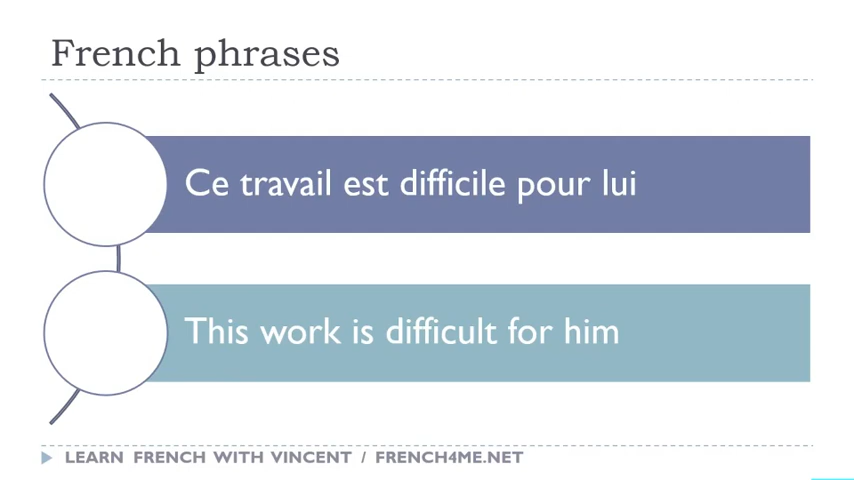 French phrases
Ce travail est difficile pour lui
This work is difficult for him
LEARN FRENCH WITH VINCENT / FRENCH4ME.NET